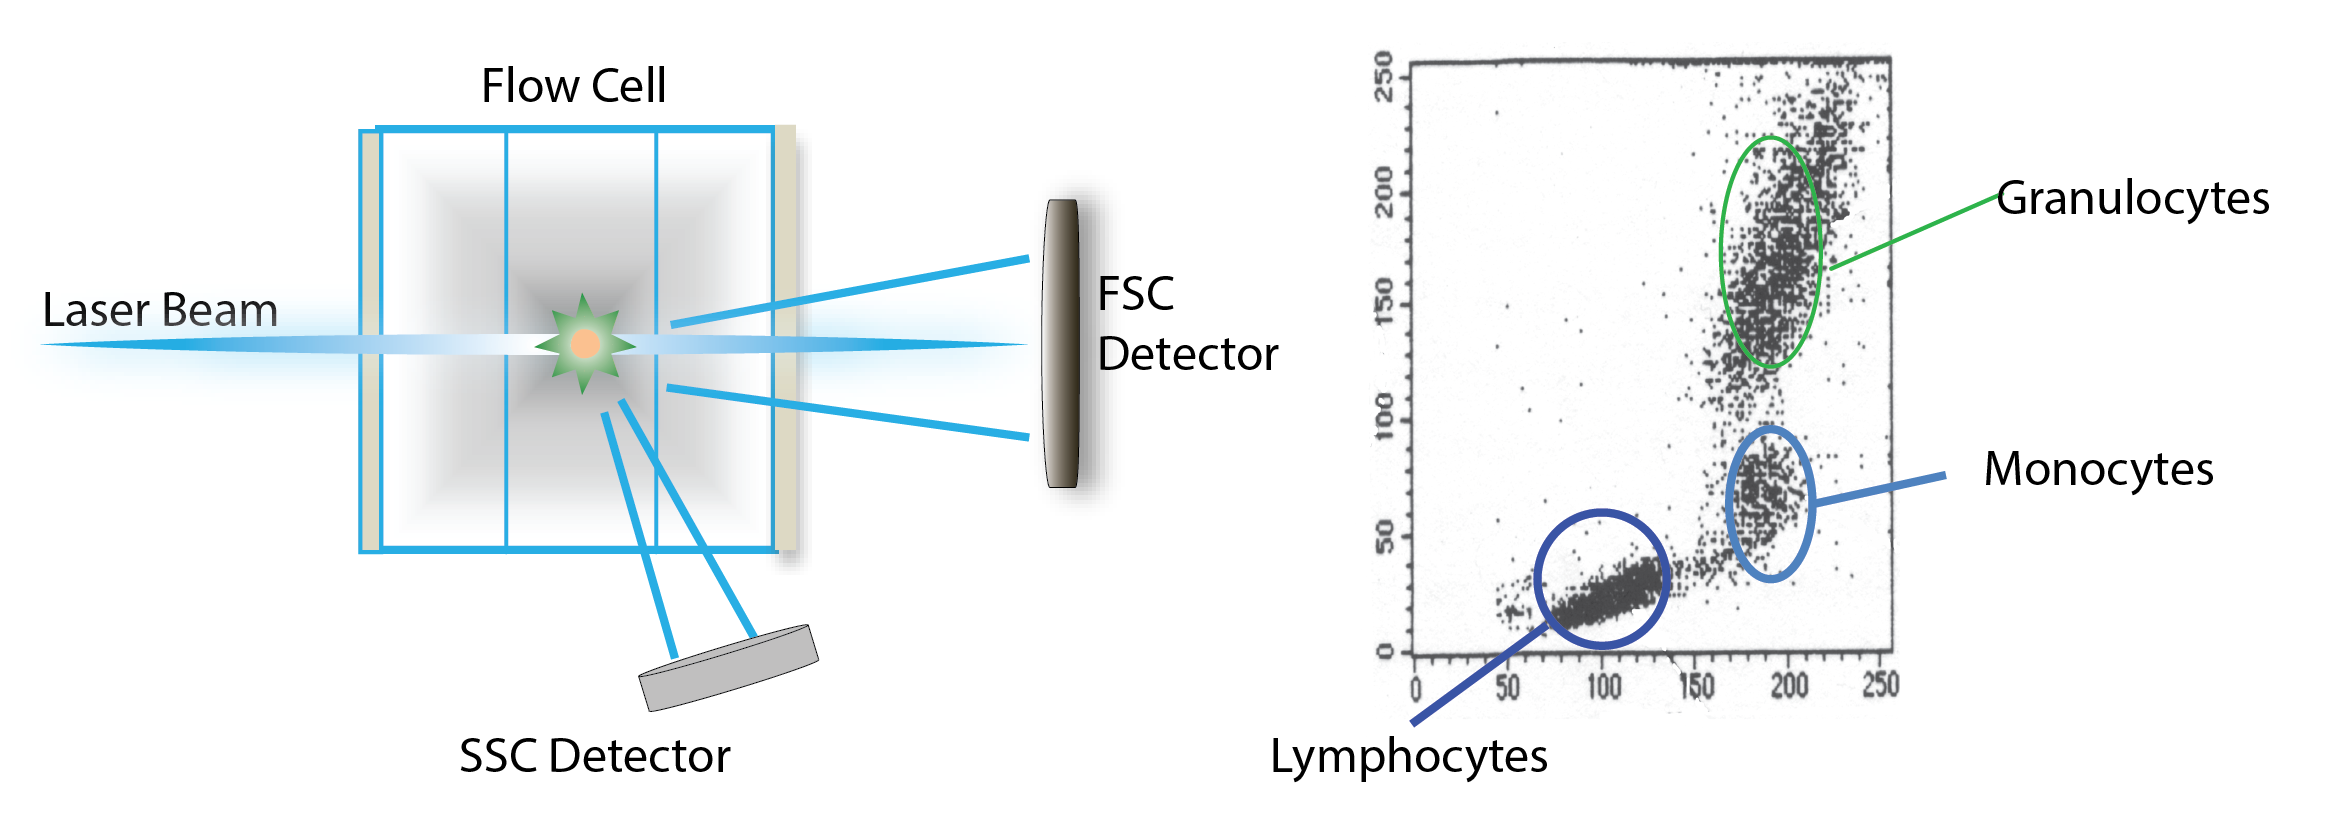 Flow Cell
Laser Beam
FSC
Detector
SSC Detector
250
200
150
100
50
0
0 50 100 150 200 250
Granulocytes
Monocytes
Lymphocytes